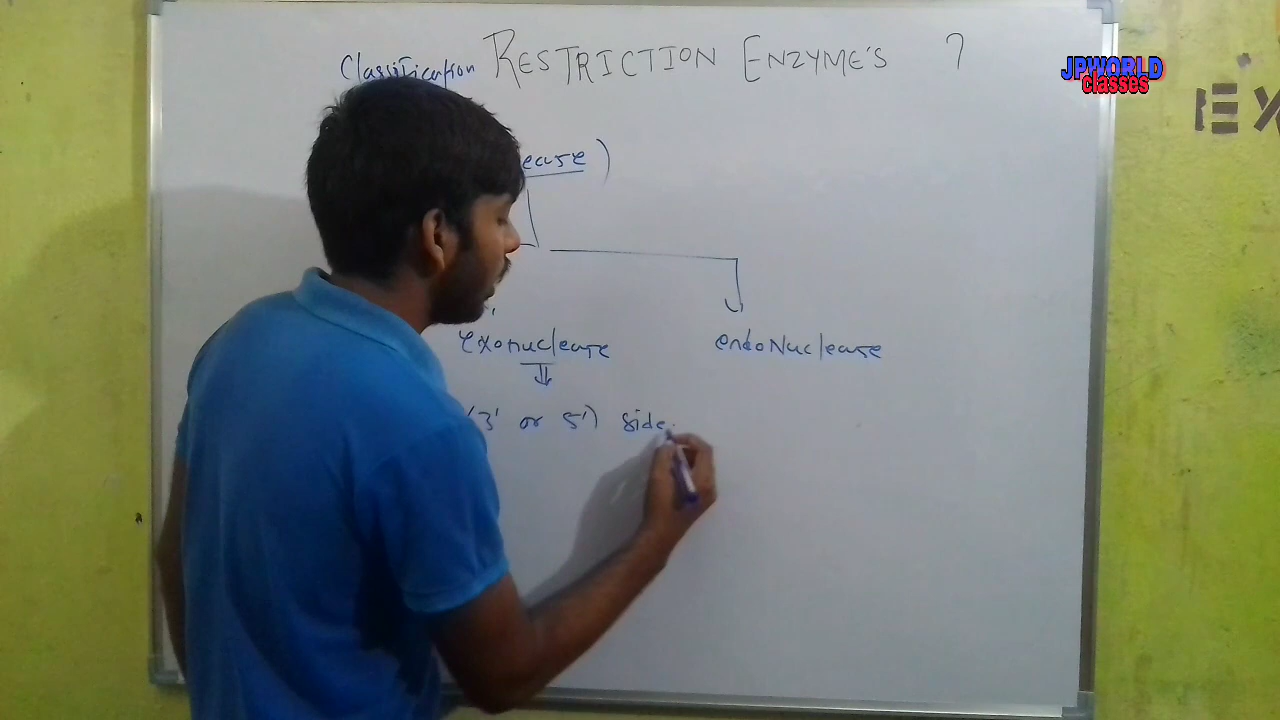 Classification RESTRICTION ENZYME'S ?
JPWORLD
classes
EX
ease)
exonuclease endoNuclease
(3' or 5') side